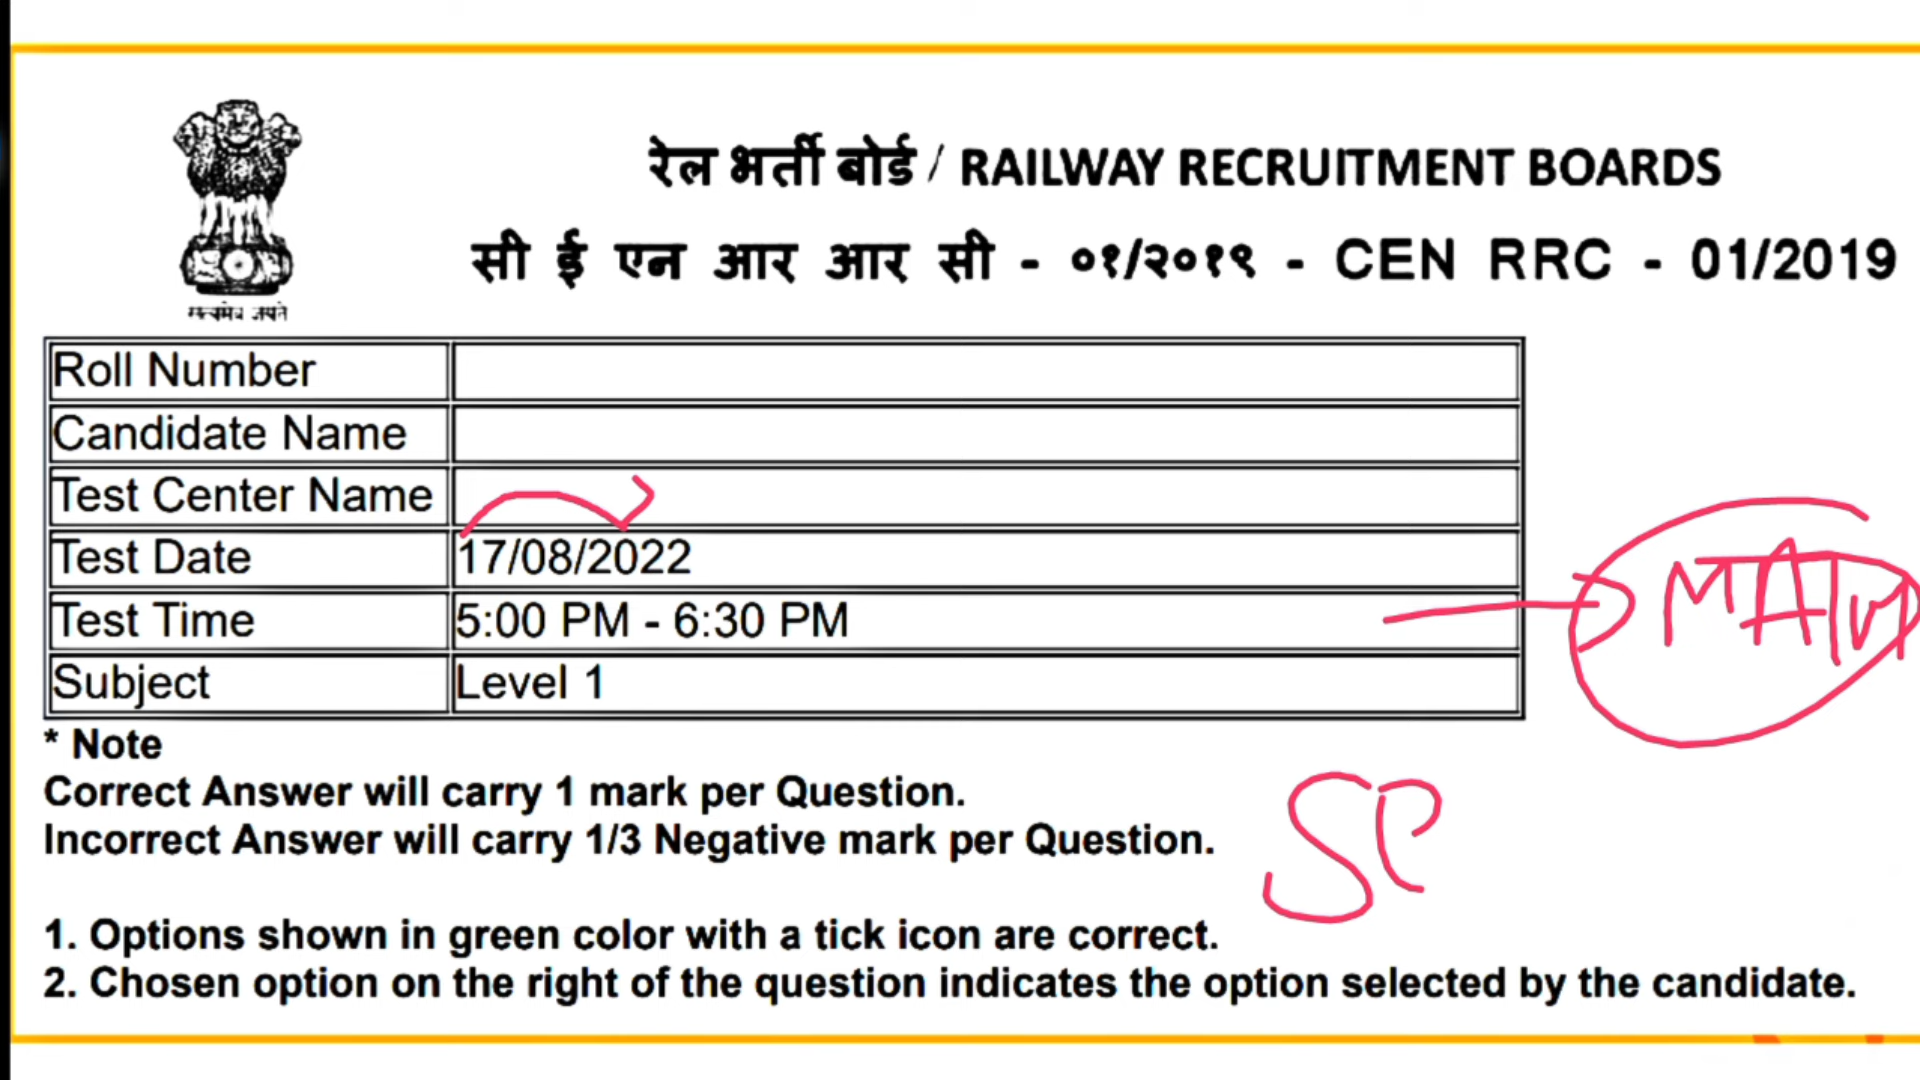 रेल भर्ती बोर्ड / RAILWAY RECRUITMENT BOARDS
सी ई एन आर आर सी - ०१/२०१९ - CEN RRC - 01/2019
सत्यमेव जयते
Roll Number
Candidate Name
Test Center Name
Test Date 17/08/2022
Test Time 5:00 PM - 6:30 PM
Subject Level 1
* Note
Correct Answer will carry 1 mark per Question.
Incorrect Answer will carry 1/3 Negative mark per Question.
1. Options shown in green color with a tick icon are correct.
2. Chosen option on the right of the question indicates the option selected by the candidate.